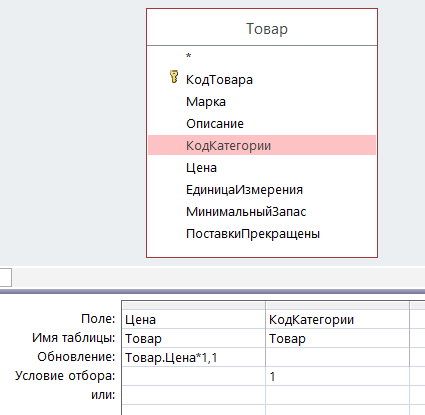 Товар
*
КодТовара
Марка
Описание
КодКатегории
Цена
ЕдиницаИзмерения
МинимальныйЗапас
ПоставкиПрекращены
Поле: Цена КодКатегории
Имя таблицы: Товар Товар
Обновление: Товар.Цена*1,1
Условие отбора: 1
или: